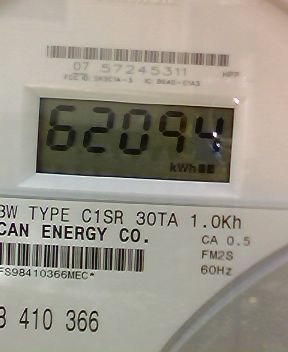 07 57245311
62094
kWh
3W TYPE C1SR 30TA 1.0Kh
CAN ENERGY CO.
CA 0.5
FM2S
60Hz
FS98410366MEC*
8 410 366